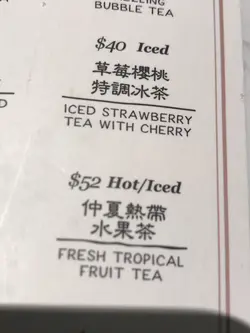 BUBBLE TEA
$40 Iced
草莓櫻桃
特調冰茶
ICED STRAWBERRY
TEA WITH CHERRY
$52 Hot/Iced
仲夏熱帶
水果茶
FRESH TROPICAL
FRUIT TEA